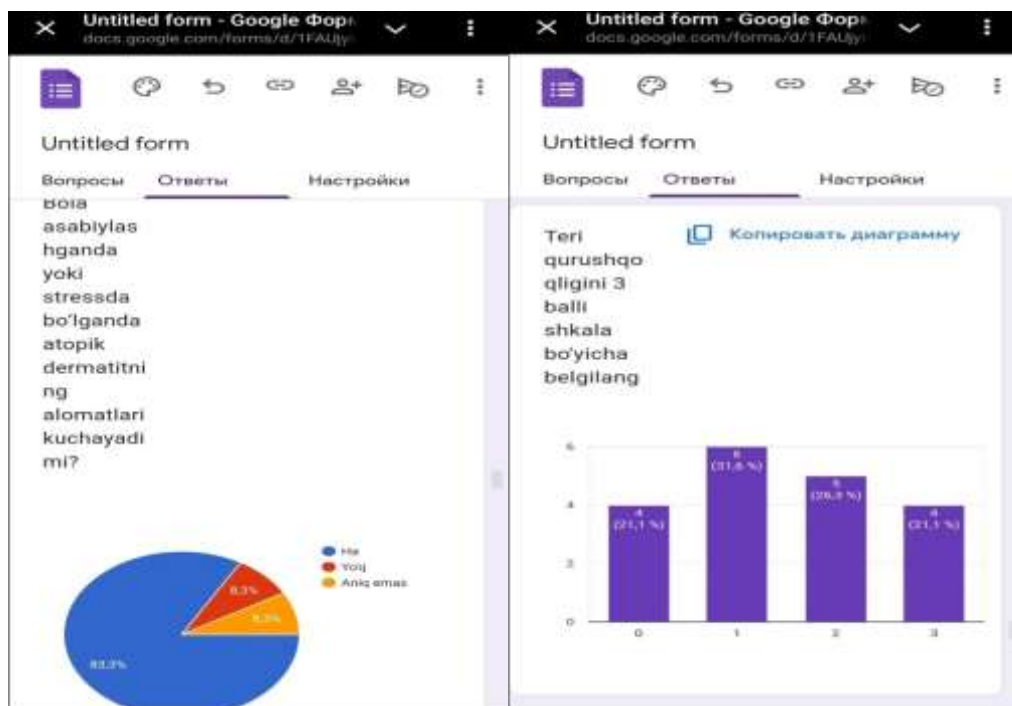 Untitled form - Google Фор
docs.google.com/forms/d/1FAUjy
Untitled form
Вопросы Ответы Настройки
Bola
asabiylas
hganda
yoki
stressda
bo'lganda
atopik
dermatitni
ng
alomatlari
kuchayadi
mi?
Ha
Yo'q
Aniq emas
8,3%
8,3%
83,3%
Untitled form - Google Фор
docs.google.com/forms/d/1FAUjy
Untitled form
Вопросы Ответы Настройки
Teri
qurushqo
qligini 3
balli
shkala
bo'yicha
belgilang
Копировать диаграмму
6
4
2
0
4
(21,1 %)
6
(31,6 %)
5
(26,3 %)
4
(21,1 %)
0 1 2 3